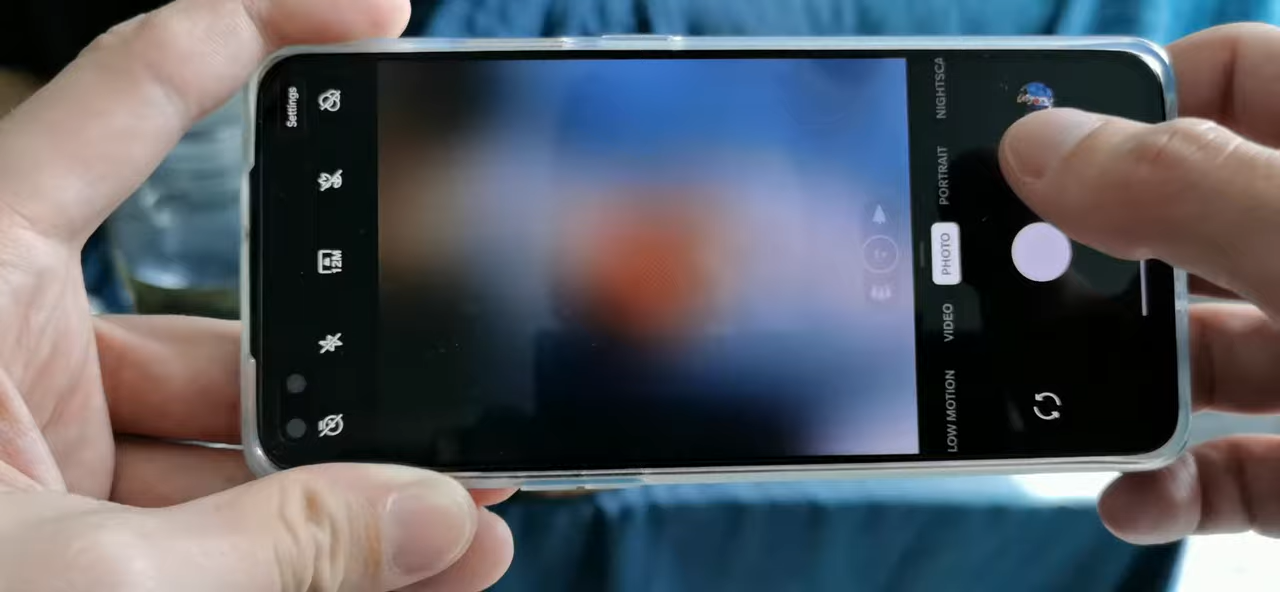 Settings
12M
NIGHTSCA
PORTRAIT
PHOTO
VIDEO
LOW MOTION